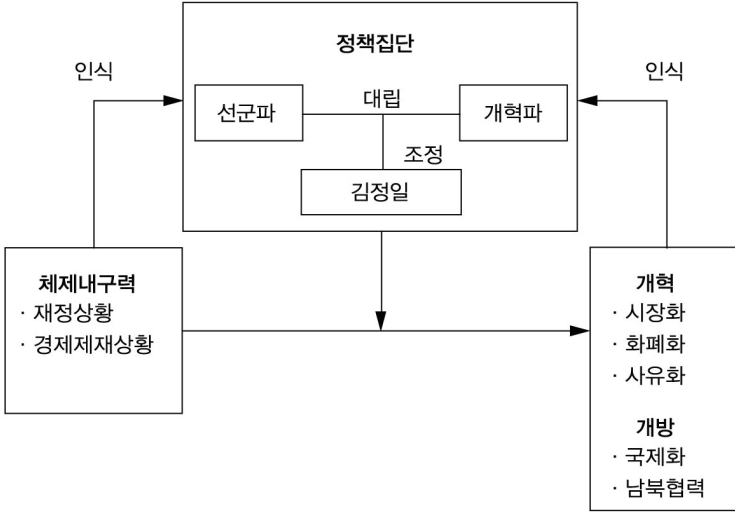 정책집단
인식
인식
선군파
대립
개혁파
조정
김정일
체제내구력
· 재정상황
· 경제제재상황
개혁
· 시장화
· 화폐화
· 사유화
개방
· 국제화
· 남북협력